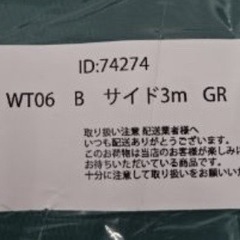 ID:74274
WT06 B サイド3m GR
取り扱い注意 配送業者様へ
いつも配送ありがとうございます。
このお荷物は当店のお客様が楽しみに
お待ちいただいている商品です。
十分に注意して取り扱いをお願いいた